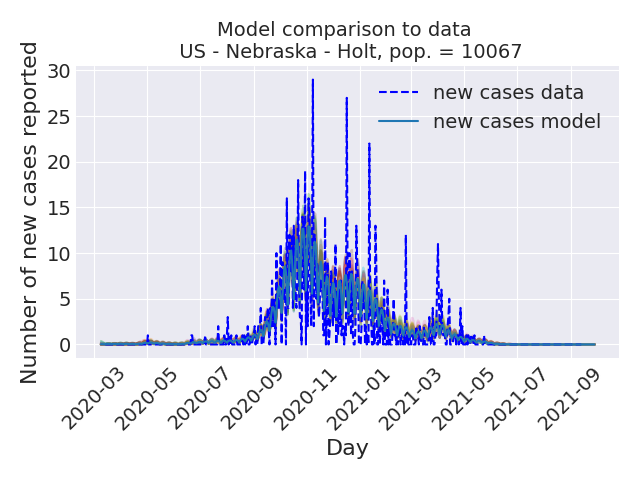 Model comparison to data
US - Nebraska - Holt, pop. = 10067
Number of new cases reported
30
25
20
15
10
5
0
new cases data
new cases model
2020-03
2020-05
2020-07
2020-09
2020-11
2021-01
2021-03
2021-05
2021-07
2021-09
Day